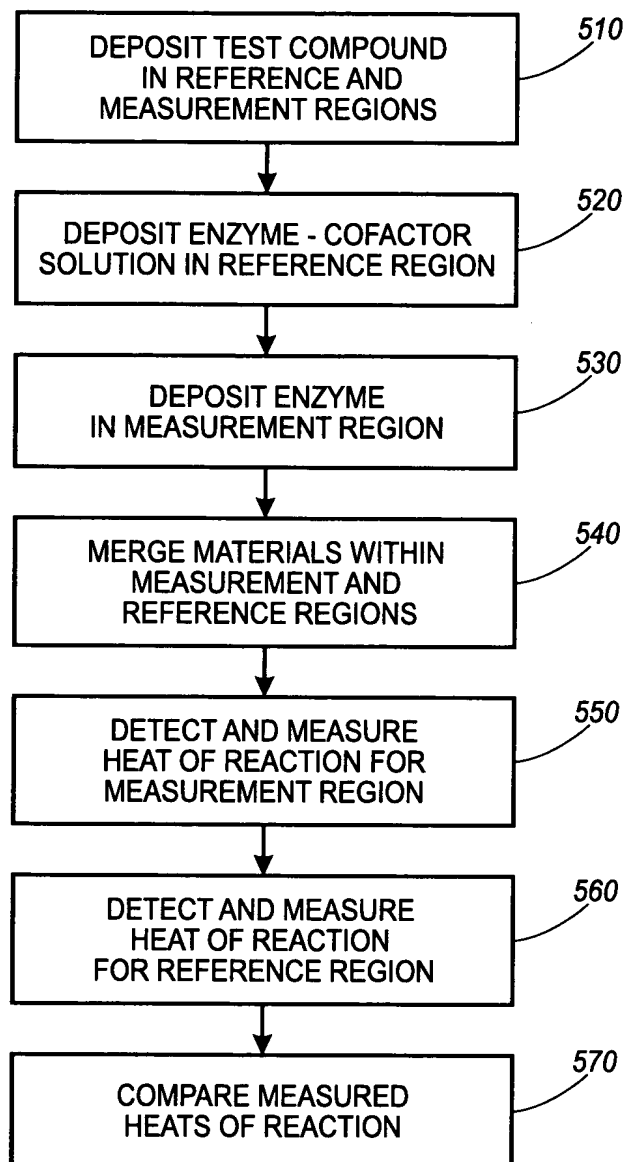 DEPOSIT TEST COMPOUND
IN REFERENCE AND
MEASUREMENT REGIONS
510
DEPOSIT ENZYME - COFACTOR
SOLUTION IN REFERENCE REGION
520
DEPOSIT ENZYME
IN MEASUREMENT REGION
530
MERGE MATERIALS WITHIN
MEASUREMENT AND
REFERENCE REGIONS
540
DETECT AND MEASURE
HEAT OF REACTION FOR
MEASUREMENT REGION
550
DETECT AND MEASURE
HEAT OF REACTION
FOR REFERENCE REGION
560
COMPARE MEASURED
HEATS OF REACTION
570